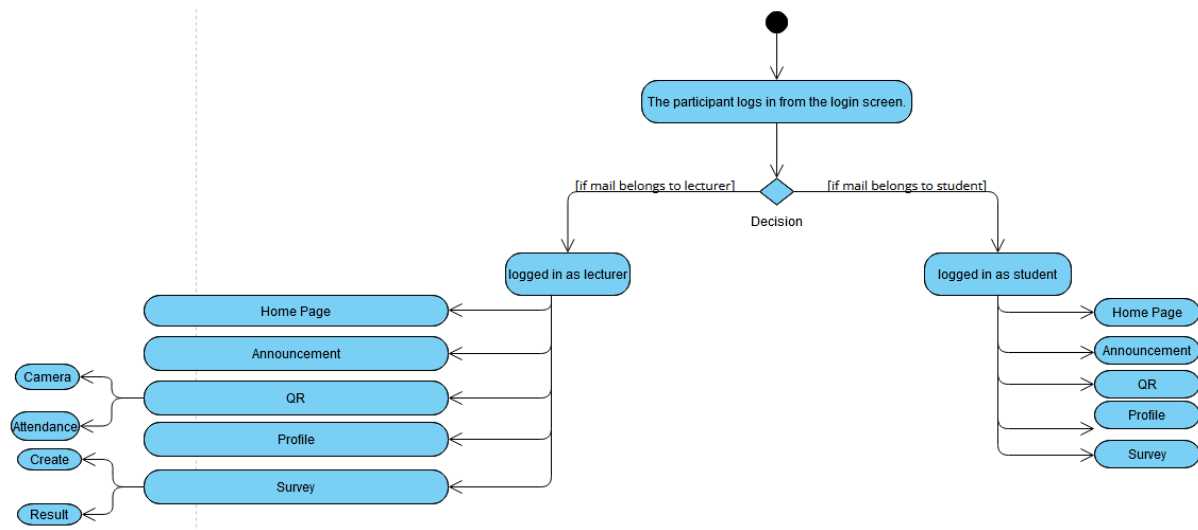 The participant logs in from the login screen.
[if mail belongs to lecturer]
[if mail belongs to student]
Decision
logged in as lecturer
logged in as student
Home Page
Announcement
QR
Camera
Attendance
Profile
Survey
Create
Result
Home Page
Announcement
QR
Profile
Survey